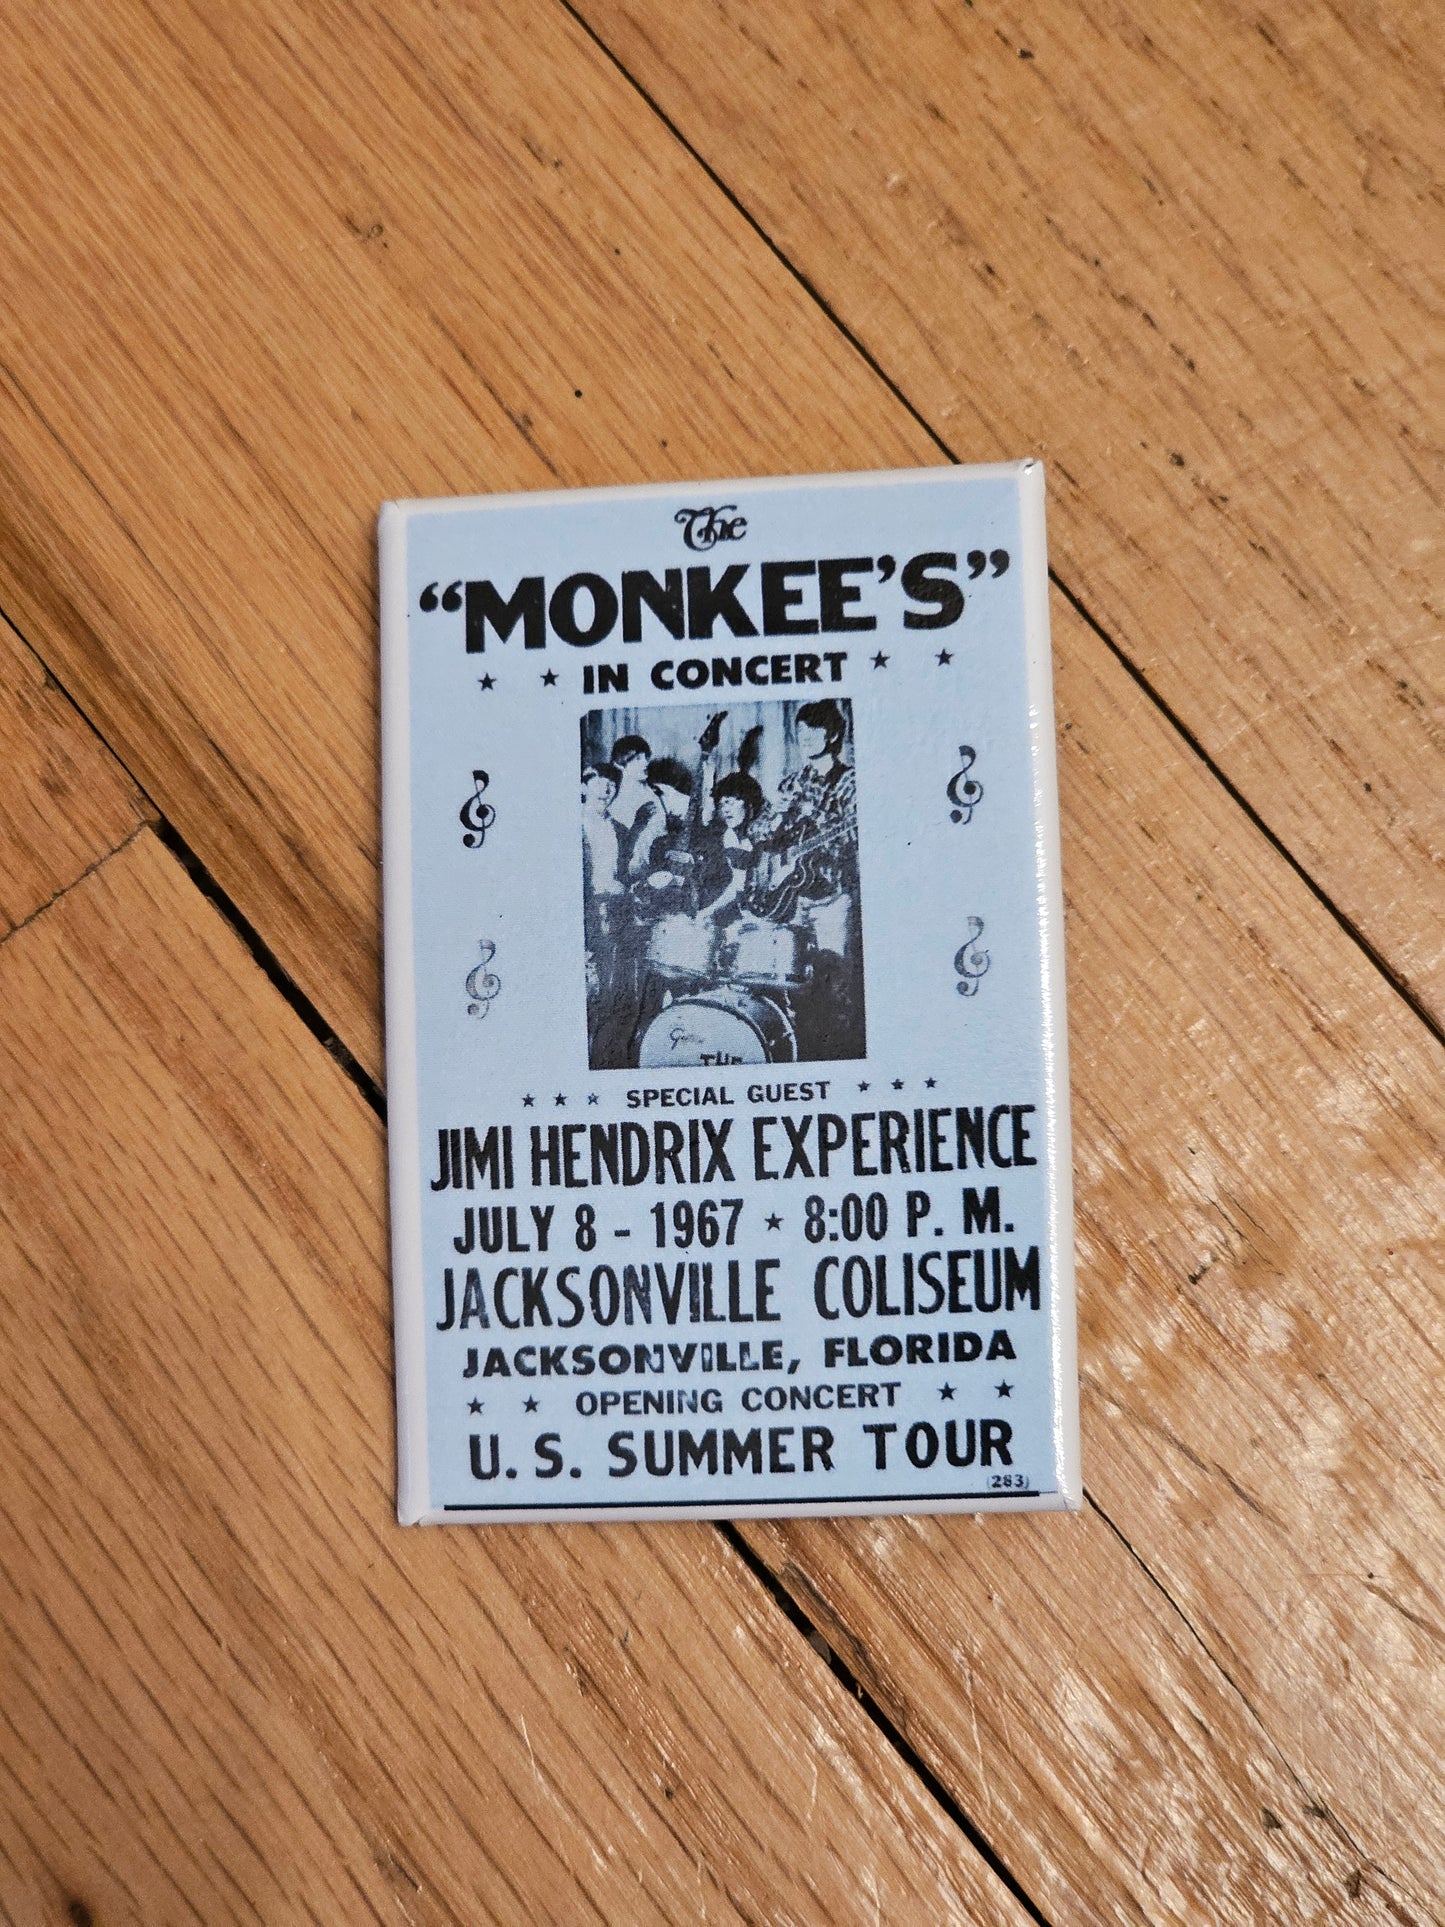 The
“MONKEE’S”
★ ★ IN CONCERT ★ ★
THE
★ ★ ★ SPECIAL GUEST ★ ★ ★
JIMI HENDRIX EXPERIENCE
JULY 8 - 1967 ★ 8:00 P. M.
JACKSONVILLE COLISEUM
JACKSONVILLE, FLORIDA
★ ★ OPENING CONCERT ★ ★
U. S. SUMMER TOUR
(283)